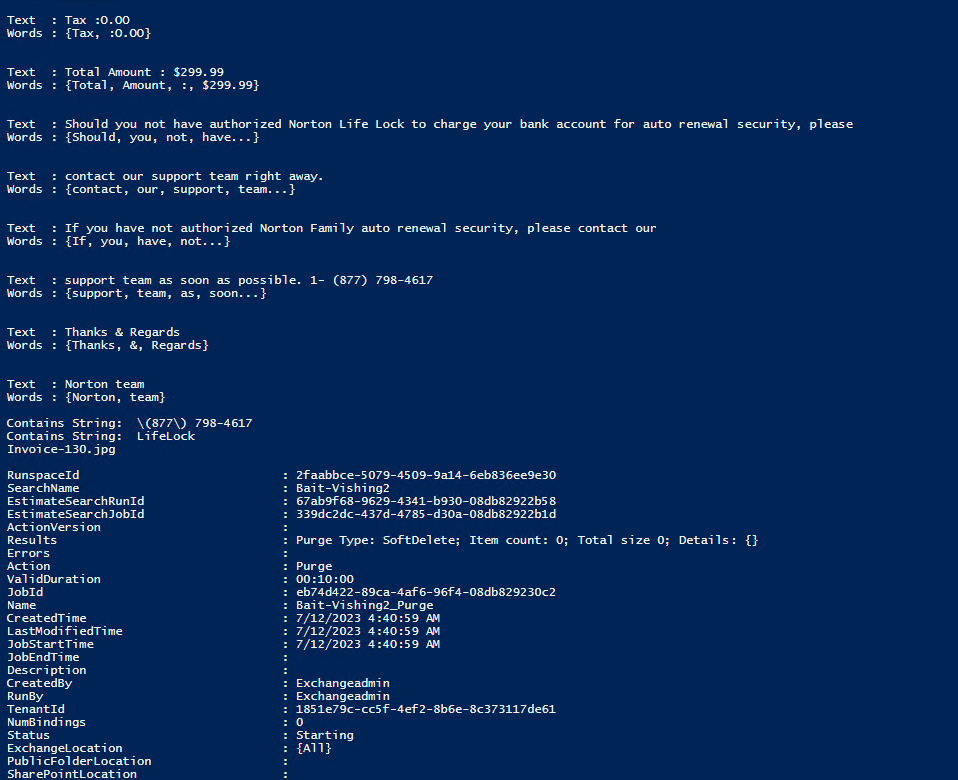 Text : Tax :0.00
Words : {Tax, :0.00}
Text : Total Amount : $299.99
Words : {Total, Amount, :, $299.99}
Text : Should you not have authorized Norton Life Lock to charge your bank account for auto renewal security, please
Words : {Should, you, not, have...}
Text : contact our support team right away.
Words : {contact, our, support, team...}
Text : If you have not authorized Norton Family auto renewal security, please contact our
Words : {If, you, have, not...}
Text : support team as soon as possible. 1- (877) 798-4617
Words : {support, team, as, soon...}
Text : Thanks & Regards
Words : {Thanks, &, Regards}
Text : Norton team
Words : {Norton, team}
Contains String: \(877\) 798-4617
Contains String: LifeLock
Invoice-130.jpg
RunspaceId : 2faabbce-5079-4509-9a14-6eb836ee9e30
SearchName : Bait-Vishing2
EstimateSearchRunId : 67ab9f68-9629-4341-b930-08db82922b58
EstimateSearchJobId : 339dc2dc-437d-4785-d30a-08db82922b1d
ActionVersion :
Results : Purge Type: SoftDelete; Item count: 0; Total size 0; Details: {}
Errors :
Action : Purge
ValidDuration : 00:10:00
JobId : eb74d422-89ca-4af6-96f4-08db829230c2
Name : Bait-Vishing2_Purge
CreatedTime : 7/12/2023 4:40:59 AM
LastModifiedTime : 7/12/2023 4:40:59 AM
JobStartTime : 7/12/2023 4:40:59 AM
JobEndTime :
Description :
CreatedBy : Exchangeadmin
RunBy : Exchangeadmin
TenantId : 1851e79c-cc5f-4ef2-8b6e-8c373117de61
NumBindings : 0
Status : Starting
ExchangeLocation : {All}
PublicFolderLocation :
SharePointLocation :